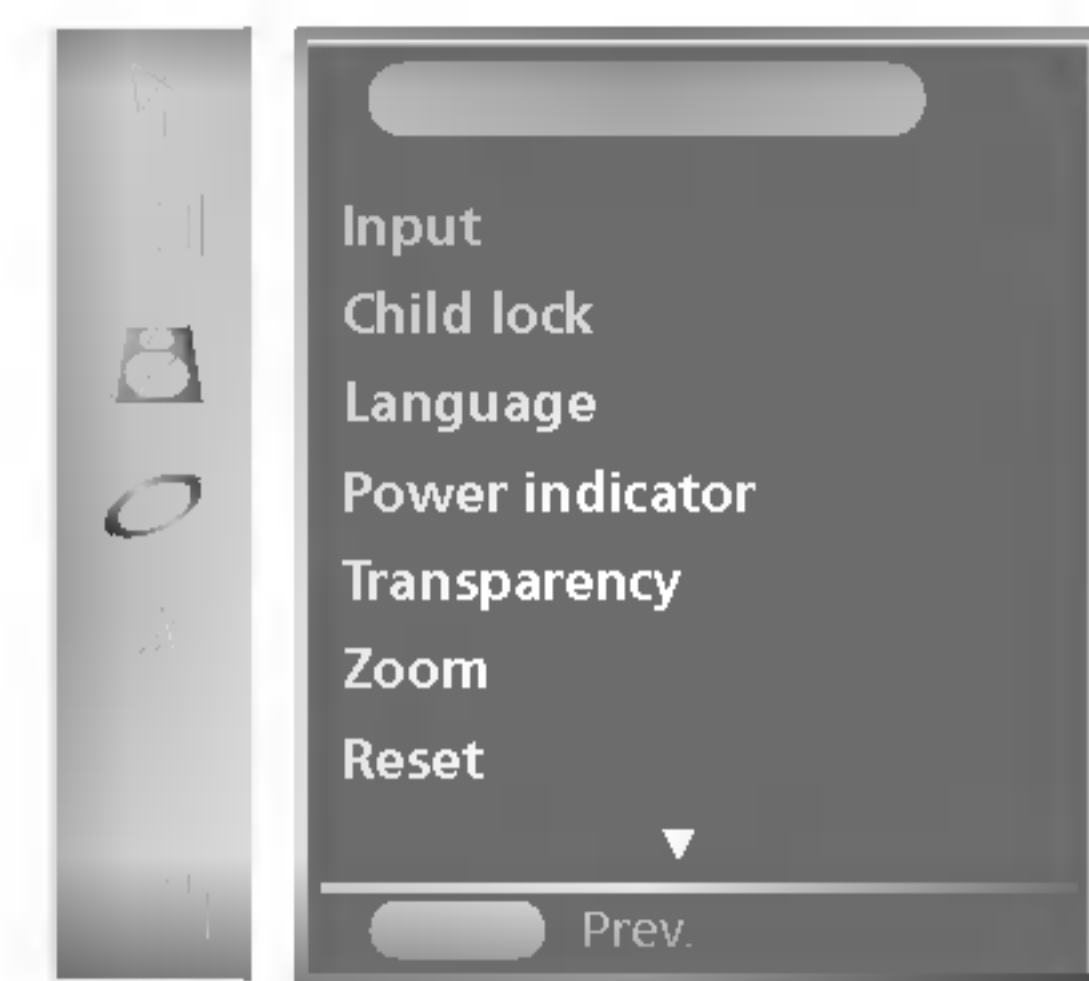 Input
Child lock
Language
Power indicator
Transparency
Zoom
Reset
Prev.